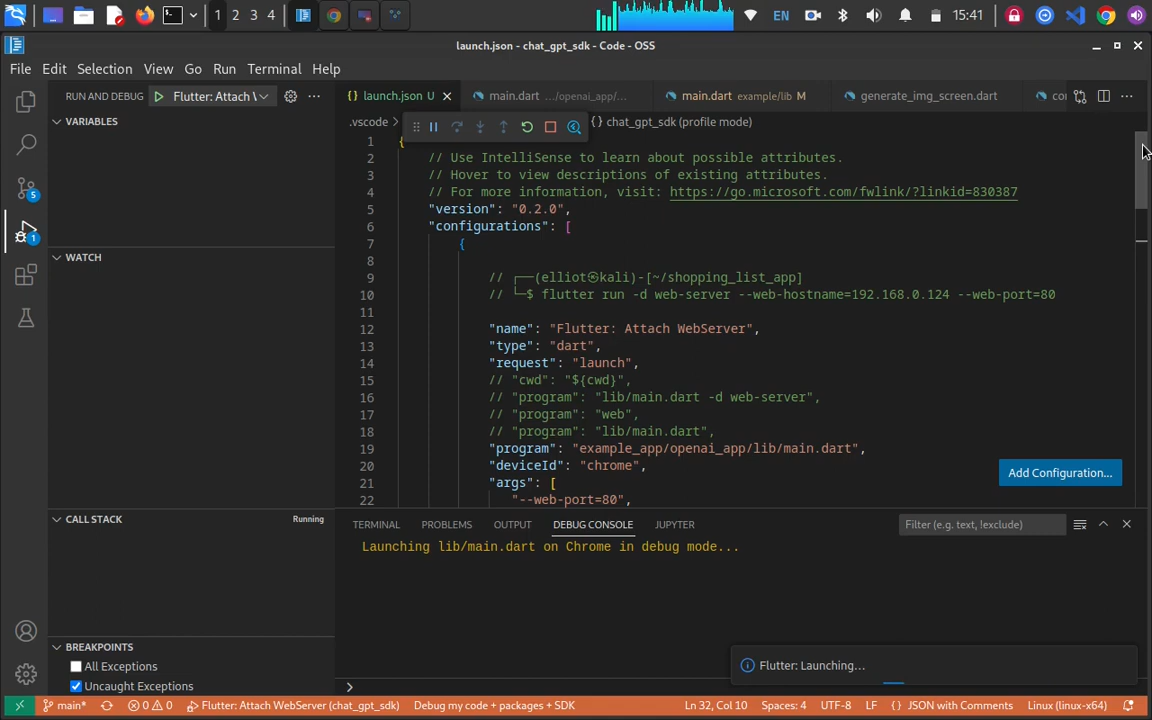 1 2 3 4 EN 15:41
launch.json - chat_gpt_sdk - Code - OSS
File Edit Selection View Go Run Terminal Help
RUN AND DEBUG Flutter: Attach \ launch.json U main.dart .../openai_app/... main.dart example/lib M generate_img_screen.dart
VARIABLES .vscode chat_gpt_sdk (profile mode)
1 {
2 // Use IntelliSense to learn about possible attributes.
3 // Hover to view descriptions of existing attributes.
4 // For more information, visit: https://go.microsoft.com/fwlink/?linkid=830387
5 "version": "0.2.0",
6 "configurations": [
7 {
WATCH
8
9 // ┌──(elliot㉿kali)-[~/shopping_list_app]
10 // └─$ flutter run -d web-server --web-hostname=192.168.0.124 --web-port=80
11
12 "name": "Flutter: Attach WebServer",
13 "type": "dart",
14 "request": "launch",
15 // "cwd": "${cwd}",
16 // "program": "lib/main.dart -d web-server",
17 // "program": "web",
18 // "program": "lib/main.dart",
19 "program": "example_app/openai_app/lib/main.dart",
20 "deviceId": "chrome",
21 "args": [
22 "--web-port=80",
Add Configuration...
CALL STACK Running
TERMINAL PROBLEMS OUTPUT DEBUG CONSOLE JUPYTER Filter (e.g. text, !exclude)
Launching lib/main.dart on Chrome in debug mode...
BREAKPOINTS
All Exceptions
Uncaught Exceptions
Flutter: Launching...
main* 0 0 Flutter: Attach WebServer (chat_gpt_sdk) Debug my code + packages + SDK Ln 32, Col 10 Spaces: 4 UTF-8 LF {} JSON with Comments Linux (linux-x64)
5
1